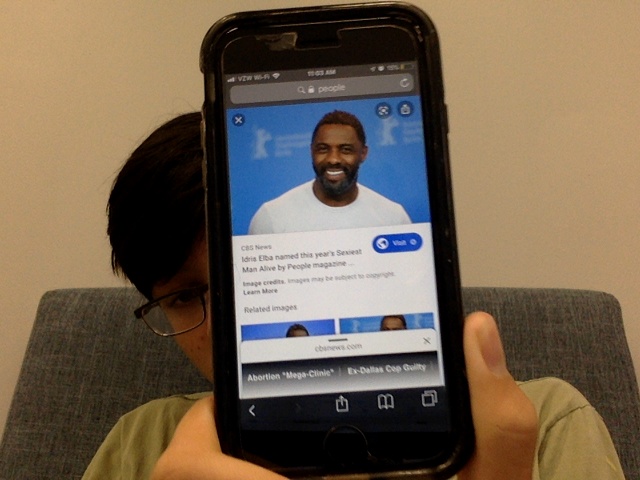 VZW Wi-Fi 11:03 AM
people
CBS News
Visit
Idris Elba named this year's Sexiest
Man Alive by People magazine ...
Image credits. Images may be subject to copyright.
Learn More
Related images
cbsnews.com
Abortion "Mega-Clinic" | Ex-Dallas Cop Guilty